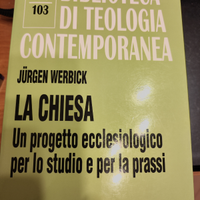 103
BIBLIOTECA
DI TEOLOGIA
CONTEMPORANEA
JÜRGEN WERBICK
LA CHIESA
Un progetto ecclesiologico
per lo studio e per la prassi